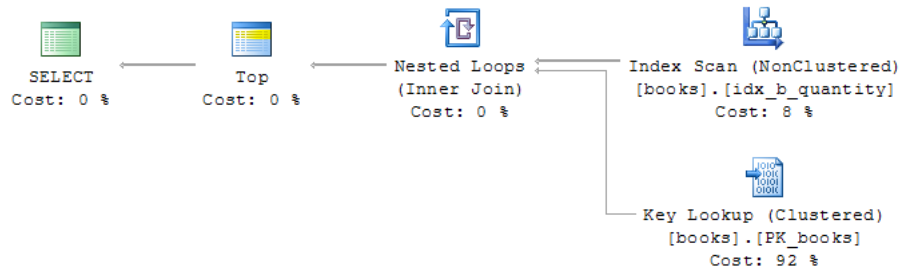 SELECT
Cost: 0 %
Top
Cost: 0 %
Nested Loops
(Inner Join)
Cost: 0 %
Index Scan (NonClustered)
[books].[idx_b_quantity]
Cost: 8 %
Key Lookup (Clustered)
[books].[PK_books]
Cost: 92 %